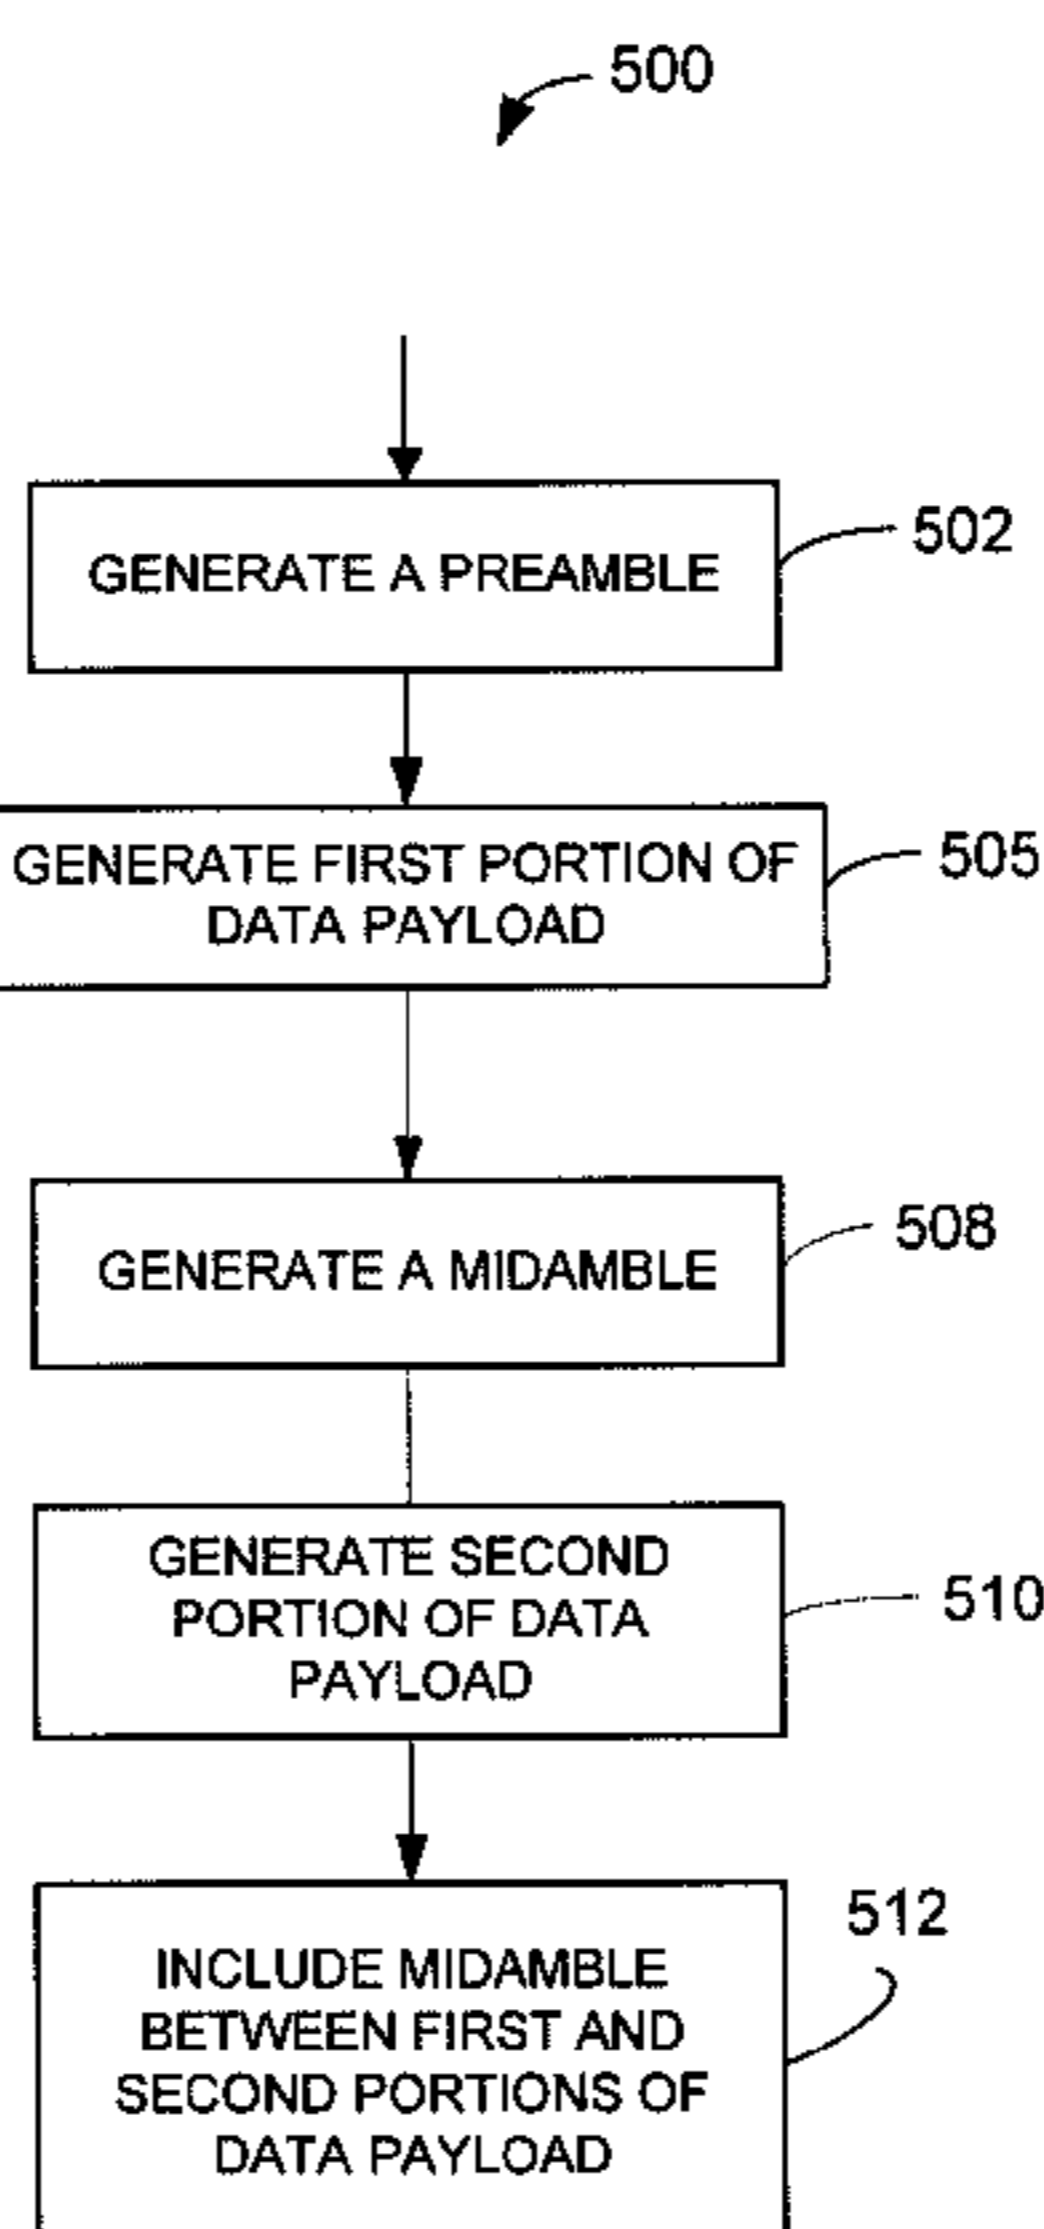 500
GENERATE A PREAMBLE
502
GENERATE FIRST PORTION OF
DATA PAYLOAD
505
GENERATE A MIDAMBLE
508
GENERATE SECOND
PORTION OF DATA
PAYLOAD
510
INCLUDE MIDAMBLE
BETWEEN FIRST AND
SECOND PORTIONS OF
DATA PAYLOAD
512